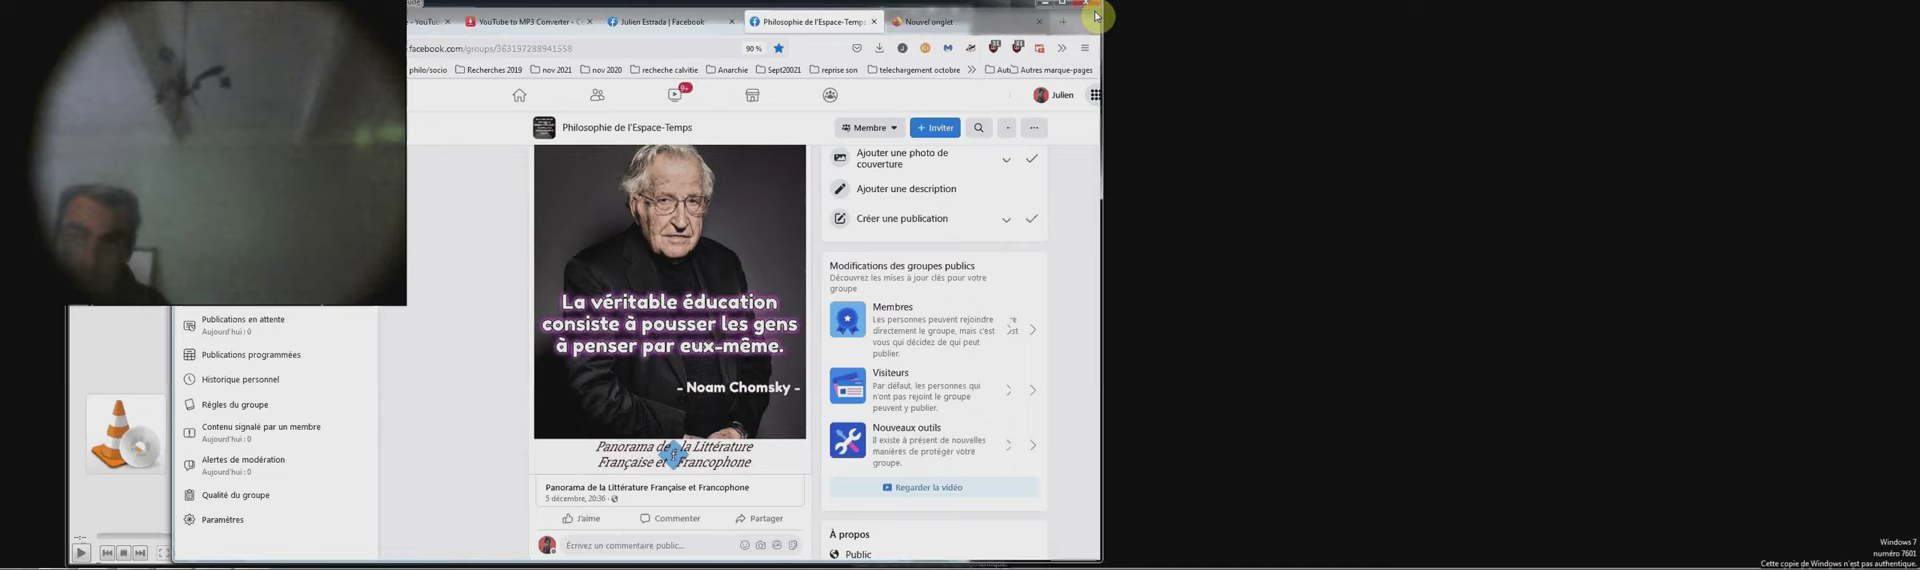 - YouTu
YouTube to MP3 Converter - C
Julien Estrada | Facebook
Philosophie de l'Espace-Temps
Nouvel onglet
facebook.com/groups/363197288941558
90 %
philo/socio
Recherches 2019
nov 2021
nov 2020
recheche calvitie
Anarchie
Sept20021
reprise son
telechargement octobre
Autres marque-pages
9+
Julien
Philosophie de l'Espace-Temps
Membre
+ Inviter
Ajouter une photo de
couverture
Ajouter une description
Créer une publication
Modifications des groupes publics
Découvrez les mises à jour clés pour votre
groupe
Membres
Les personnes peuvent rejoindre
directement le groupe, mais c'est
vous qui décidez de qui peut
publier.
Visiteurs
Par défaut, les personnes qui
n'ont pas rejoint le groupe
peuvent y publier.
Nouveaux outils
Il existe à présent de nouvelles
manières de protéger votre
groupe.
Regarder la vidéo
À propos
Public
La véritable éducation
consiste à pousser les gens
à penser par eux-même.
- Noam Chomsky -
Panorama de la Littérature
Française et Francophone
Panorama de la Littérature Française et Francophone
5 décembre, 20:36
J'aime
Commenter
Partager
Écrivez un commentaire public...
Publications en attente
Aujourd'hui : 0
Publications programmées
Historique personnel
Règles du groupe
Contenu signalé par un membre
Aujourd'hui : 0
Alertes de modération
Aujourd'hui : 0
Qualité du groupe
Paramètres
--:--
Windows 7
numéro 7601
Cette copie de Windows n'est pas authentique.